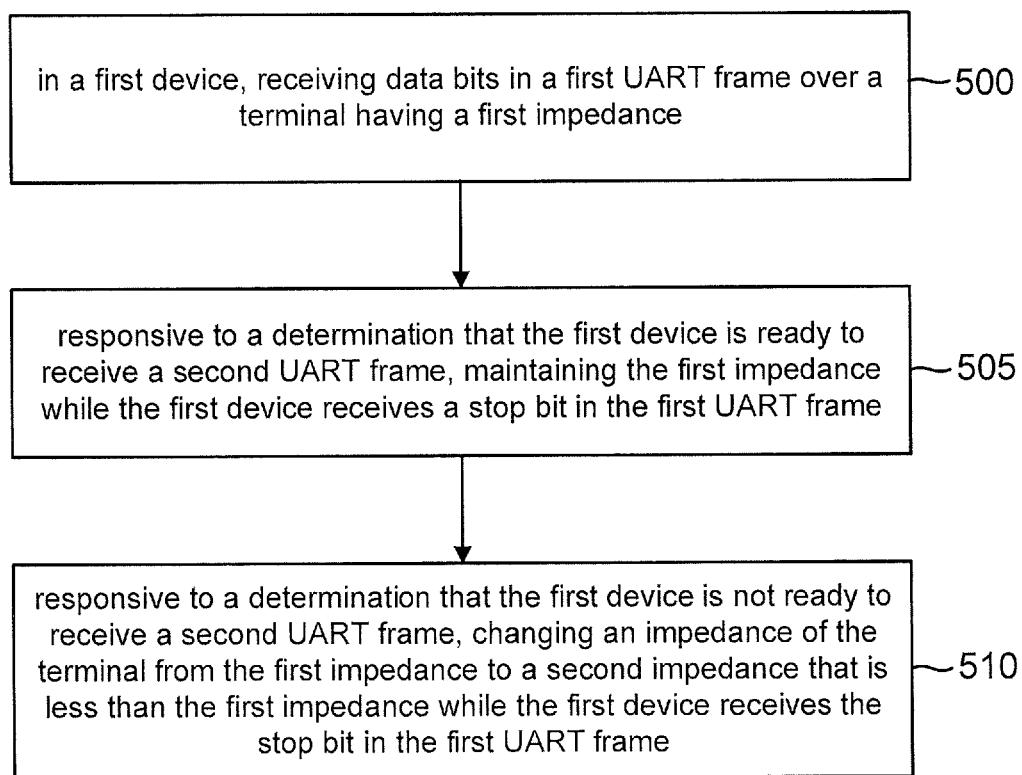 in a first device, receiving data bits in a first UART frame over a
terminal having a first impedance
500
responsive to a determination that the first device is ready to
receive a second UART frame, maintaining the first impedance
while the first device receives a stop bit in the first UART frame
505
responsive to a determination that the first device is not ready to
receive a second UART frame, changing an impedance of the
terminal from the first impedance to a second impedance that is
less than the first impedance while the first device receives the
stop bit in the first UART frame
510